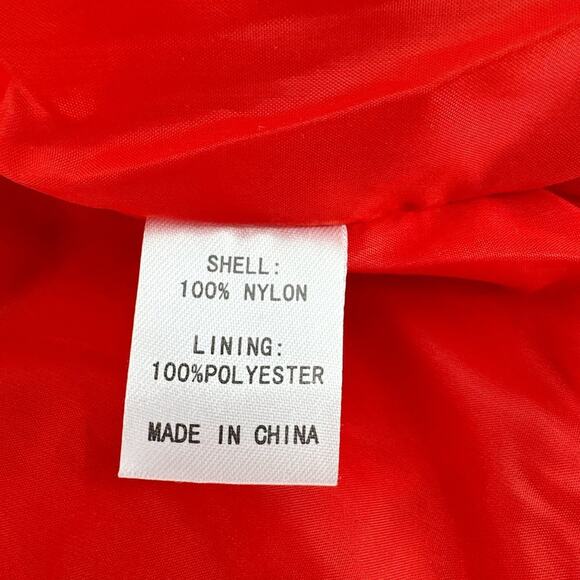 SHELL:
100% NYLON
LINING:
100%POLYESTER
MADE IN CHINA